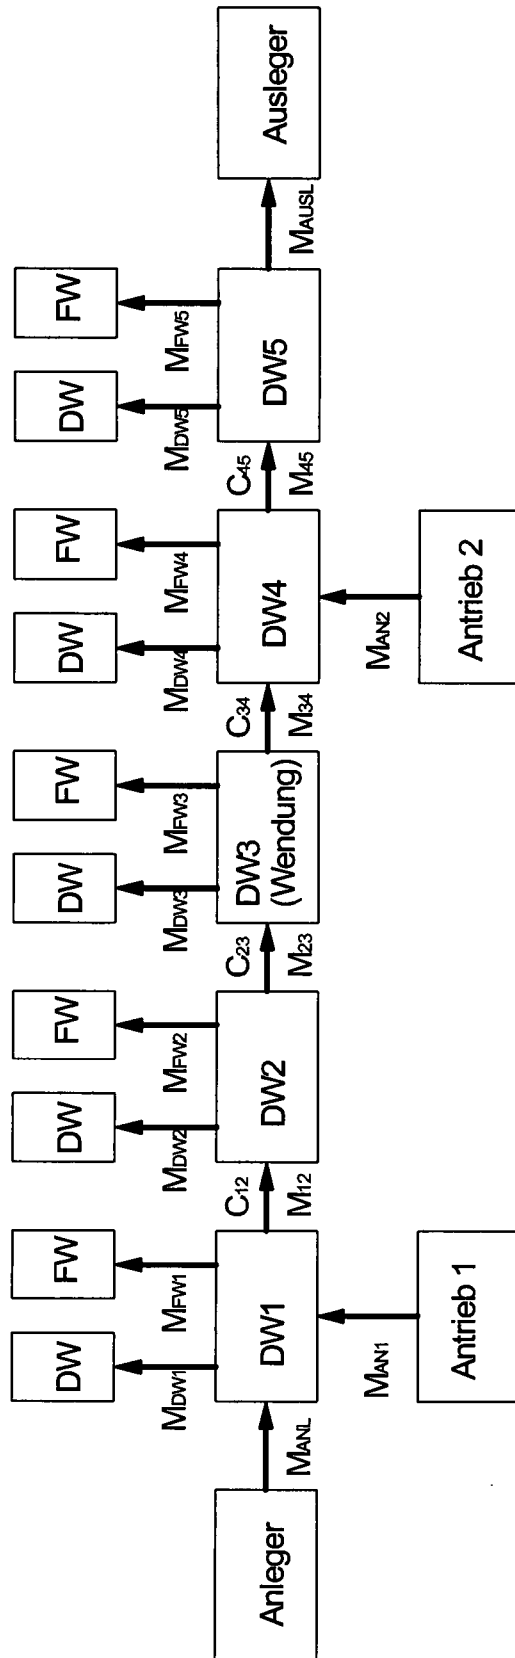 DW
FW
DW
FW
DW
FW
DW
FW
DW
FW
MDW1
MFW1
MDW2
MFW2
MDW3
MFW3
MDW4
MFW4
MDW5
MFW5
Anleger
MANL
DW1
C12
M12
DW2
C23
M23
DW3
(Wendung)
C34
M34
DW4
C45
M45
DW5
MAUSL
Ausleger
MAN1
MAN2
Antrieb 1
Antrieb 2